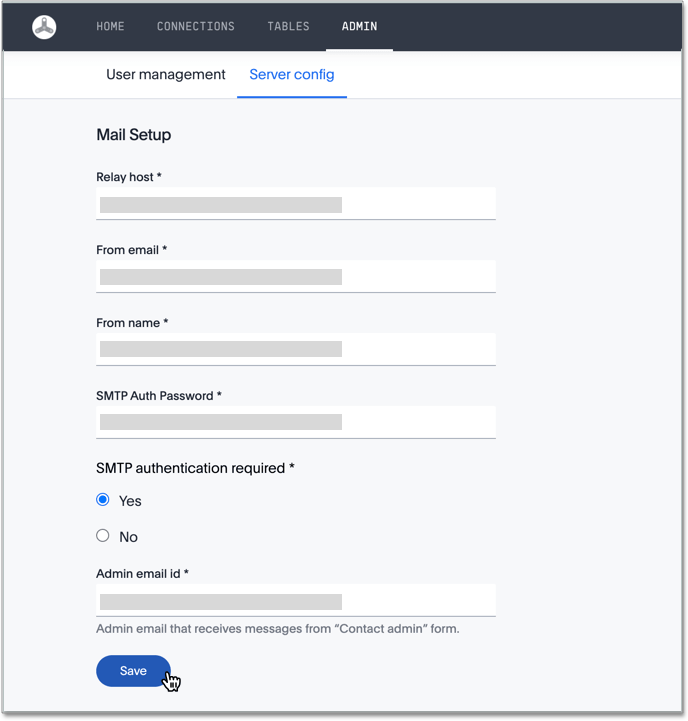 HOME CONNECTIONS TABLES ADMIN
User management Server config
Mail Setup
Relay host *
From email *
From name *
SMTP Auth Password *
SMTP authentication required *
Yes
No
Admin email id *
Admin email that receives messages from “Contact admin” form.
Save